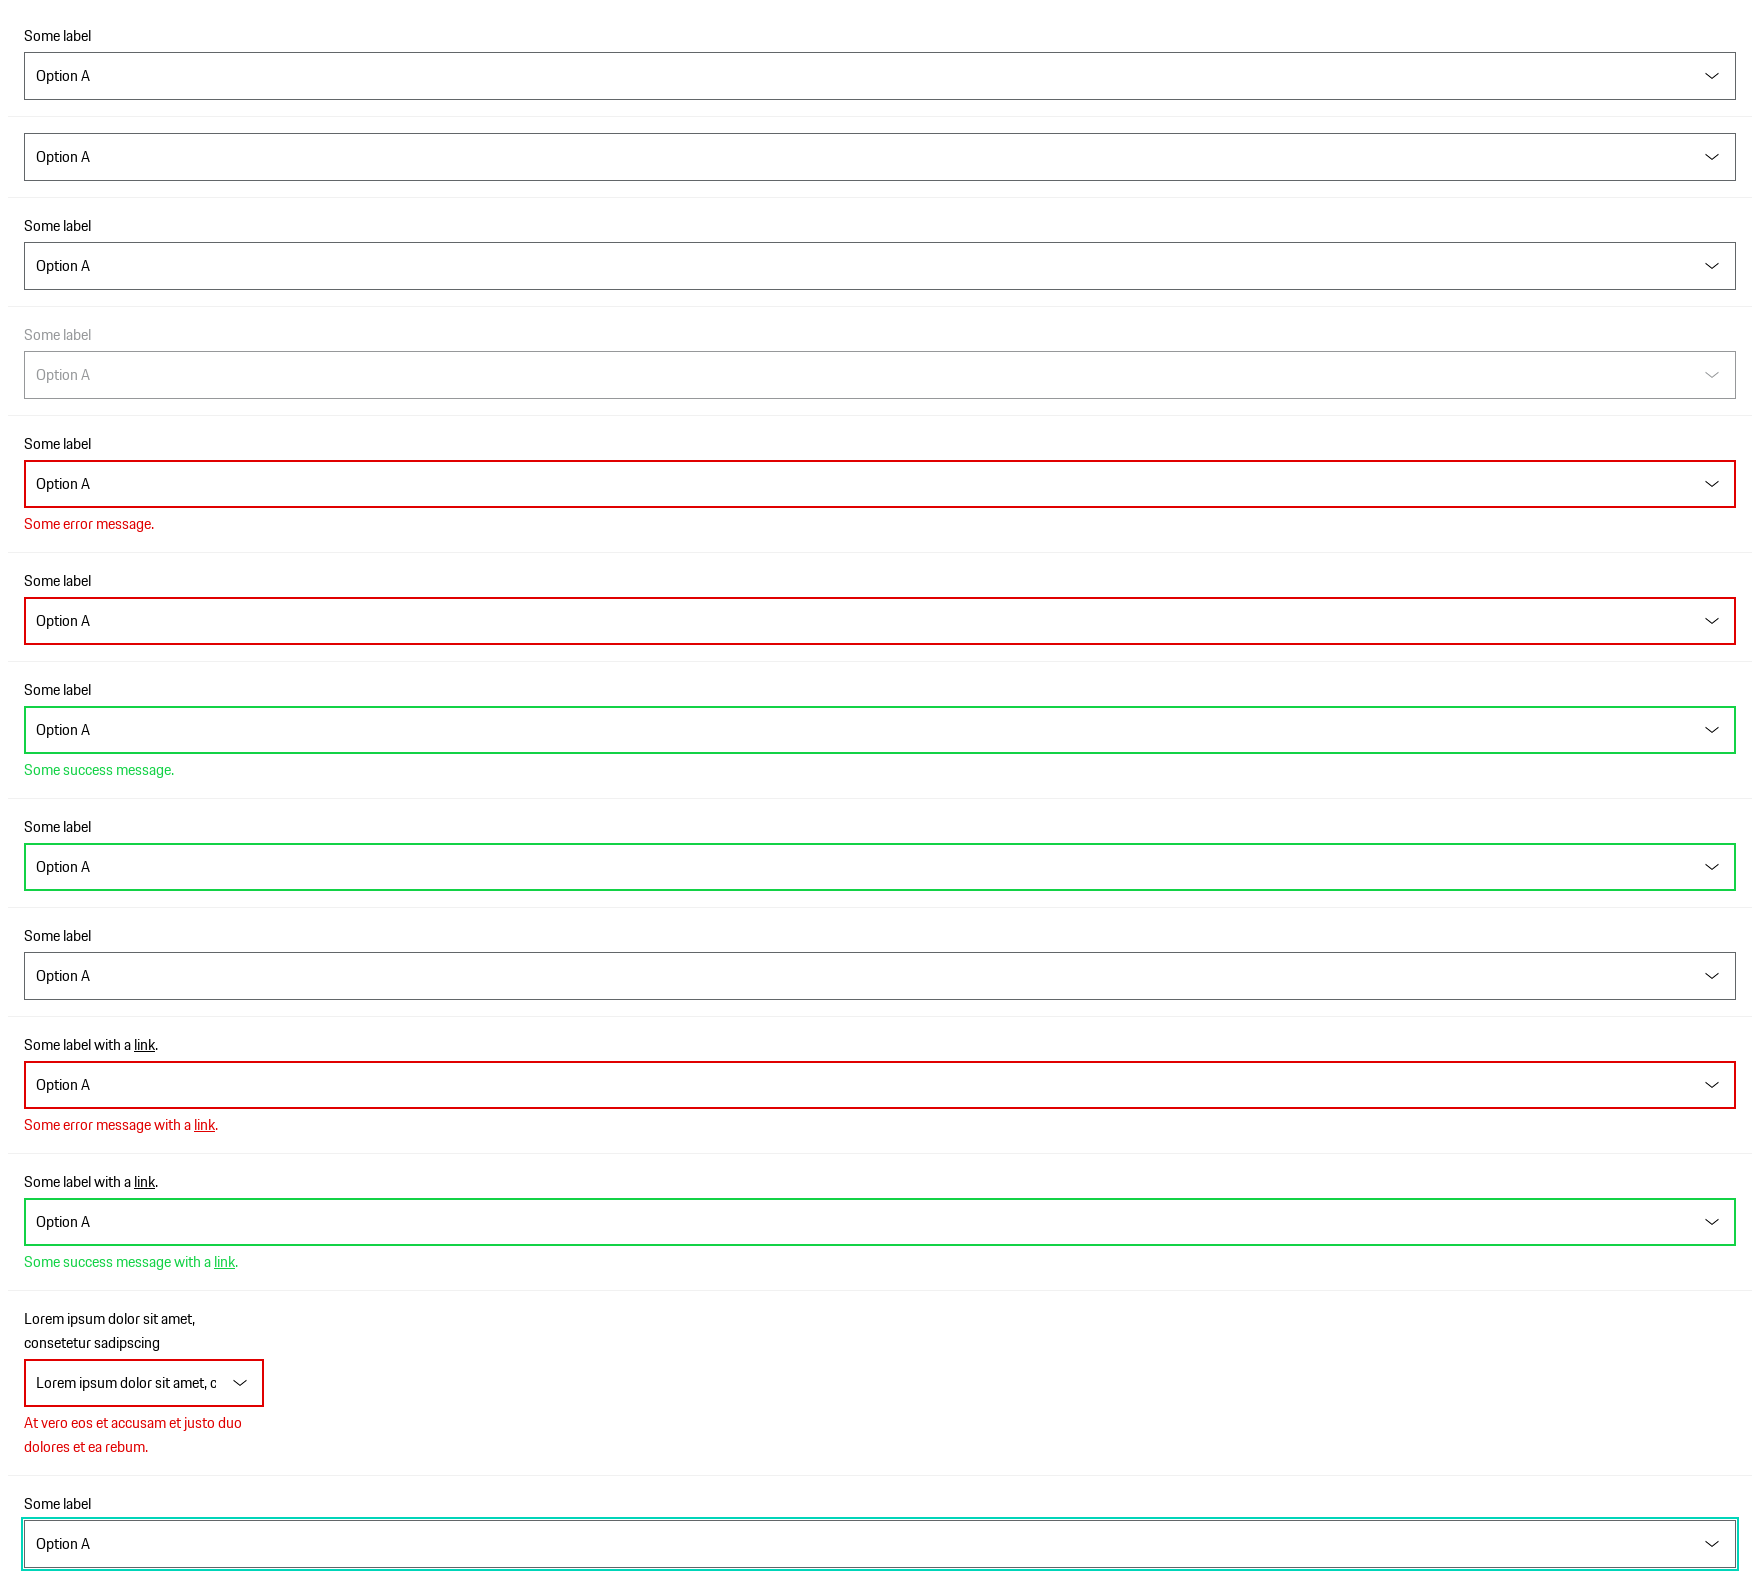 Some label
Option A
Option A
Some label
Option A
Some label
Option A
Some label
Option A
Some error message.
Some label
Option A
Some label
Option A
Some success message.
Some label
Option A
Some label
Option A
Some label with a link.
Option A
Some error message with a link.
Some label with a link.
Option A
Some success message with a link.
Lorem ipsum dolor sit amet,
consetetur sadipscing
Lorem ipsum dolor sit amet, c
At vero eos et accusam et justo duo
dolores et ea rebum.
Some label
Option A